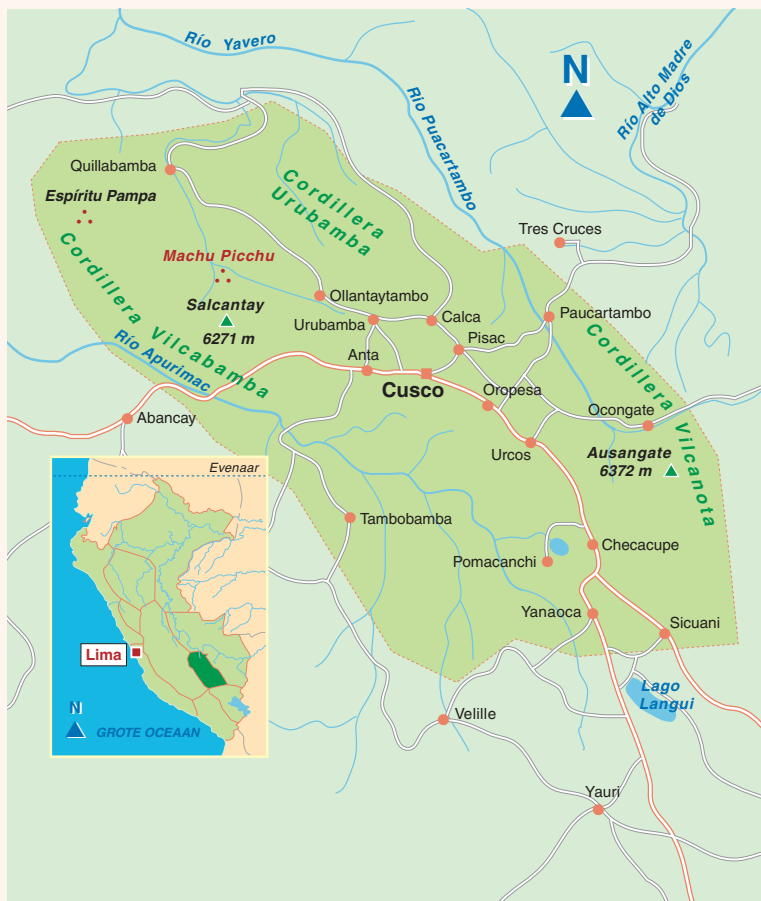 Río Yavero
N
Río Alto Madre
de Dios
Río Puacartambo
Quillabamba
Espíritu Pampa
Cordillera
Urubamba
Tres Cruces
Machu Picchu
Cordillera Vilcabamba
Salcantay
6271 m
Ollantaytambo
Urubamba
Calca
Paucartambo
Pisac
Río Apurimac
Anta
Cusco
Oropesa
Cordillera Vilcanota
Abancay
Ocongate
Urcos
Ausangate
6372 m
Evenaar
Tambobamba
Checacupe
Pomacanchi
Yanaoca
Sicuani
Lima
Lago
Langui
N
GROTE OCEAAN
Velille
Yauri